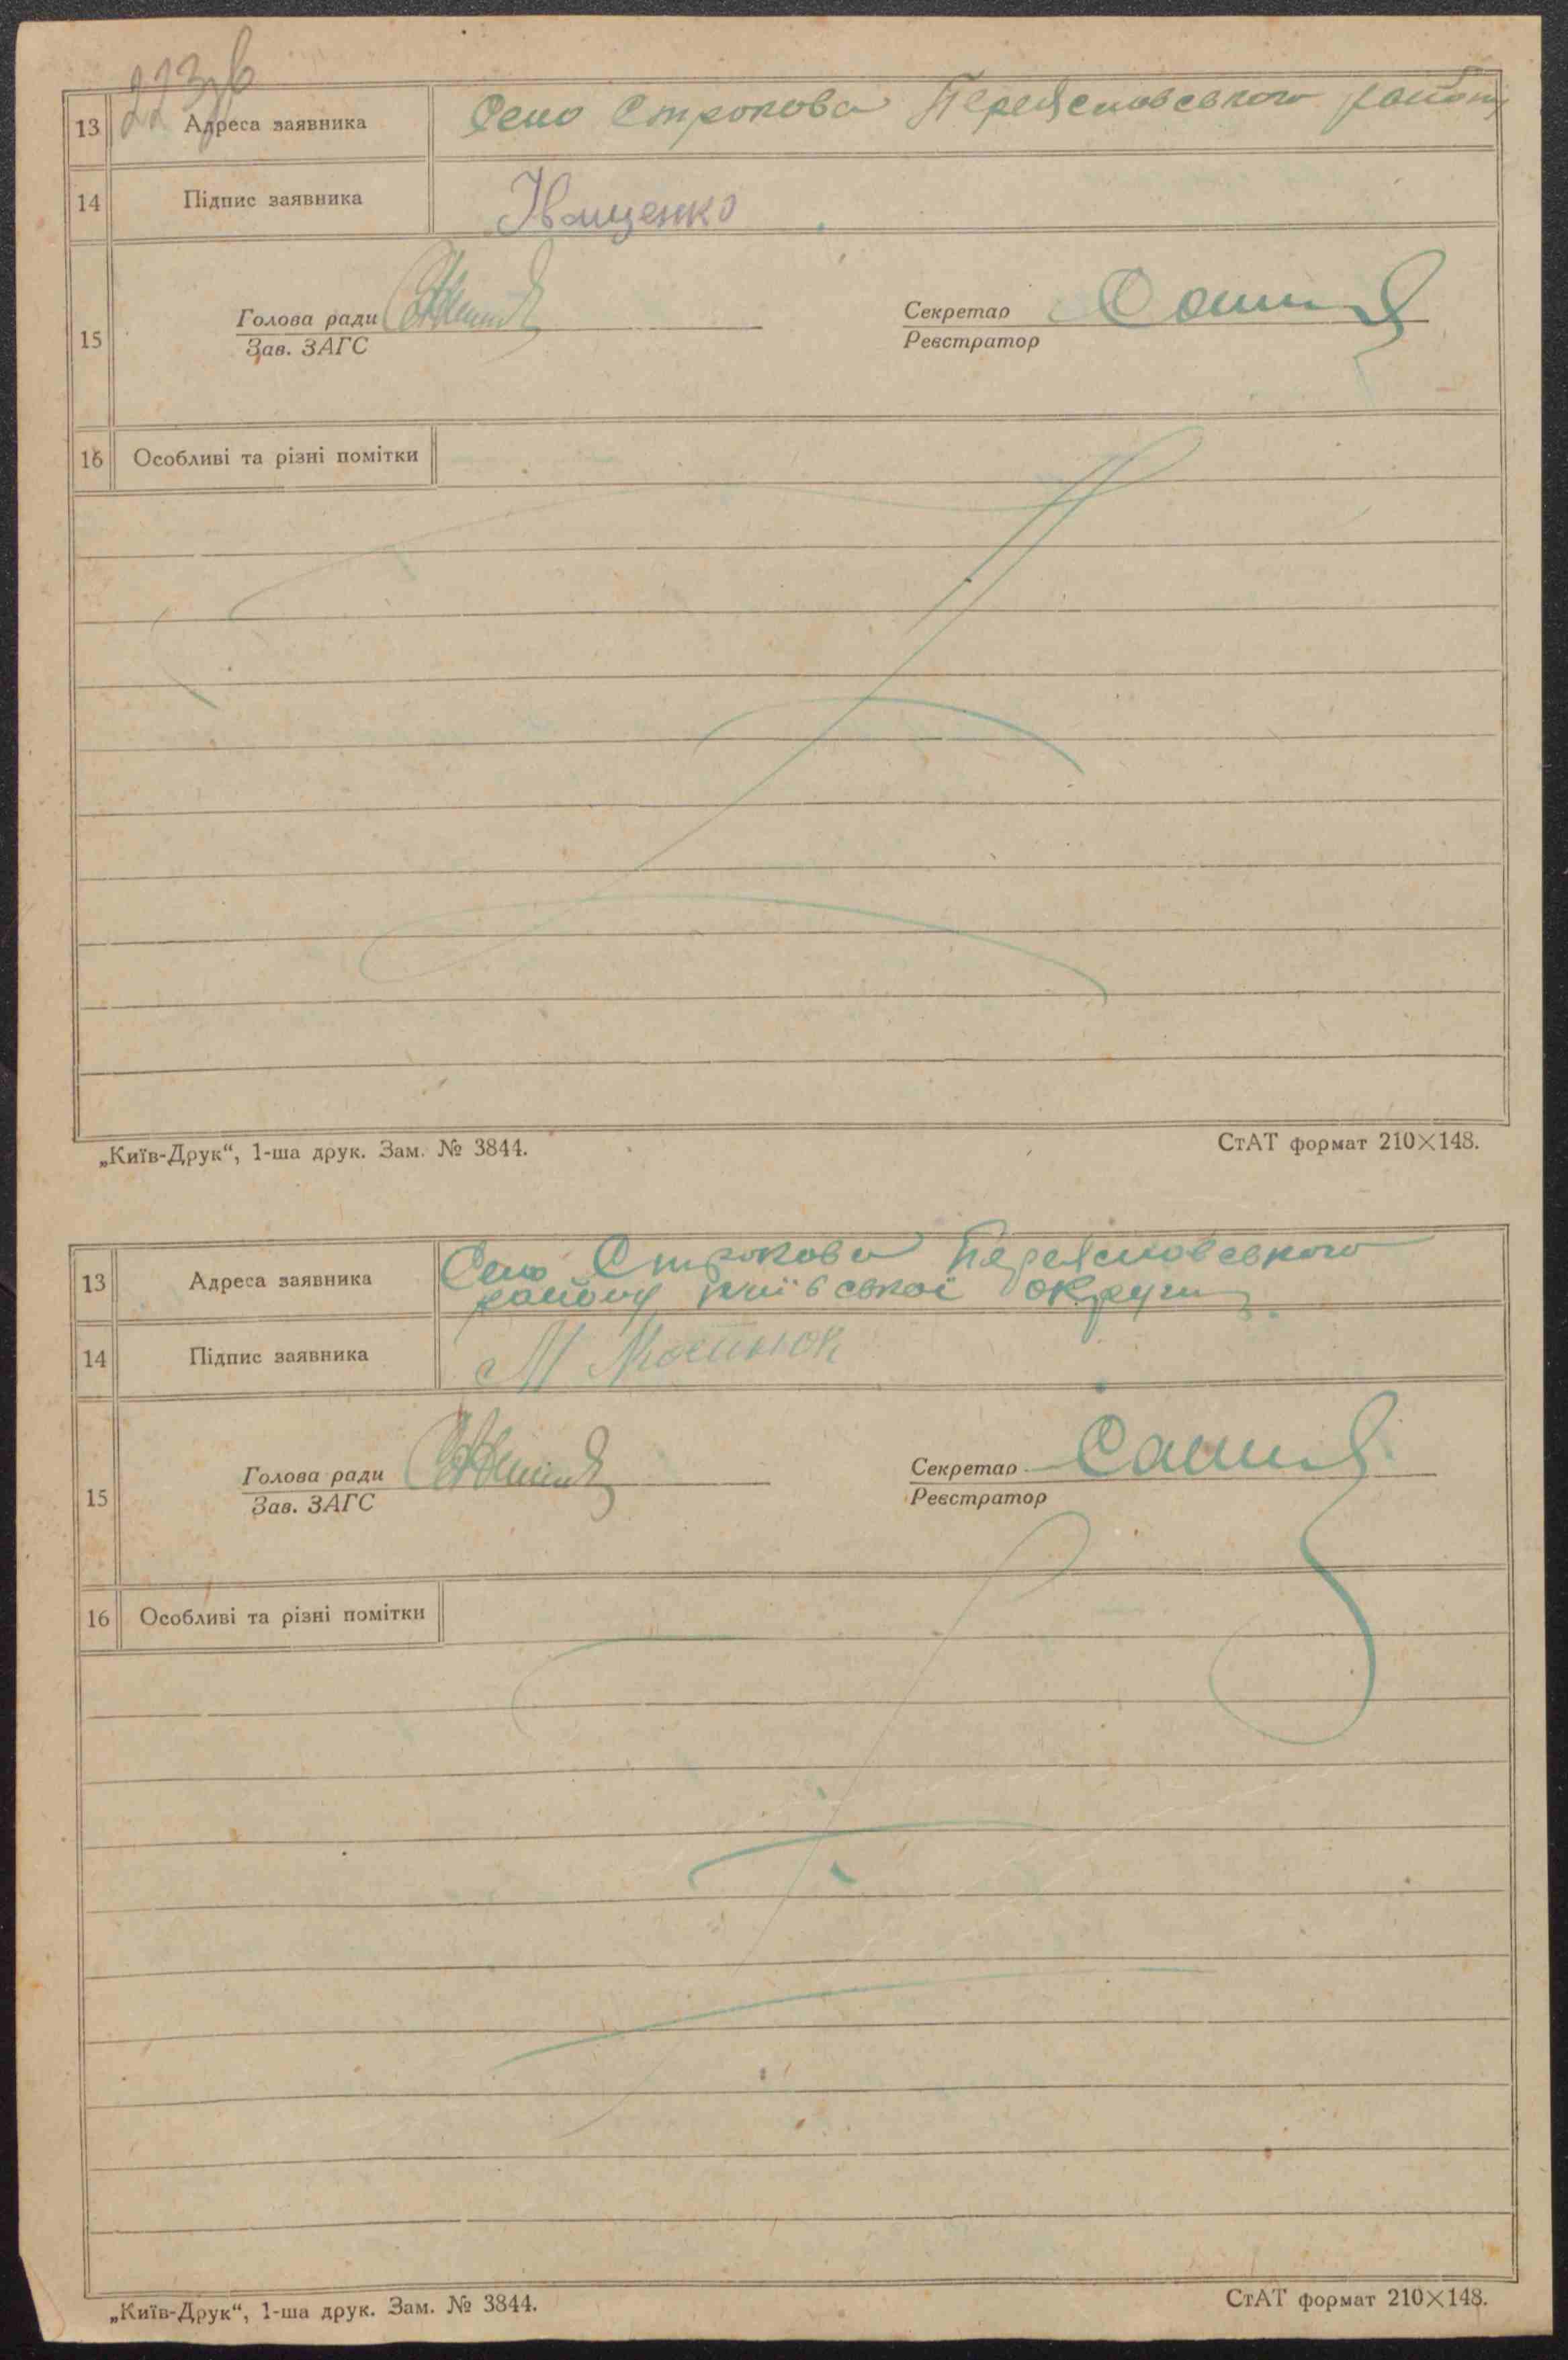 223 в
13 Адреса заявника Село Строкова Переяславського району
14 Підпис заявника Іващенко
15 Голова ради
Зав. ЗАГС
Секретар
Реєстратор
16 Особливі та різні помітки
„Київ-Друк“, 1-ша друк. Зам. № 3844. СтАТ формат 210×148.
13 Адреса заявника Село Строкова Переяславського
району київської округи
14 Підпис заявника М
15 Голова ради
Зав. ЗАГС
Секретар
Реєстратор
16 Особливі та різні помітки
„Київ-Друк“, 1-ша друк. Зам. № 3844. СтАТ формат 210×148.